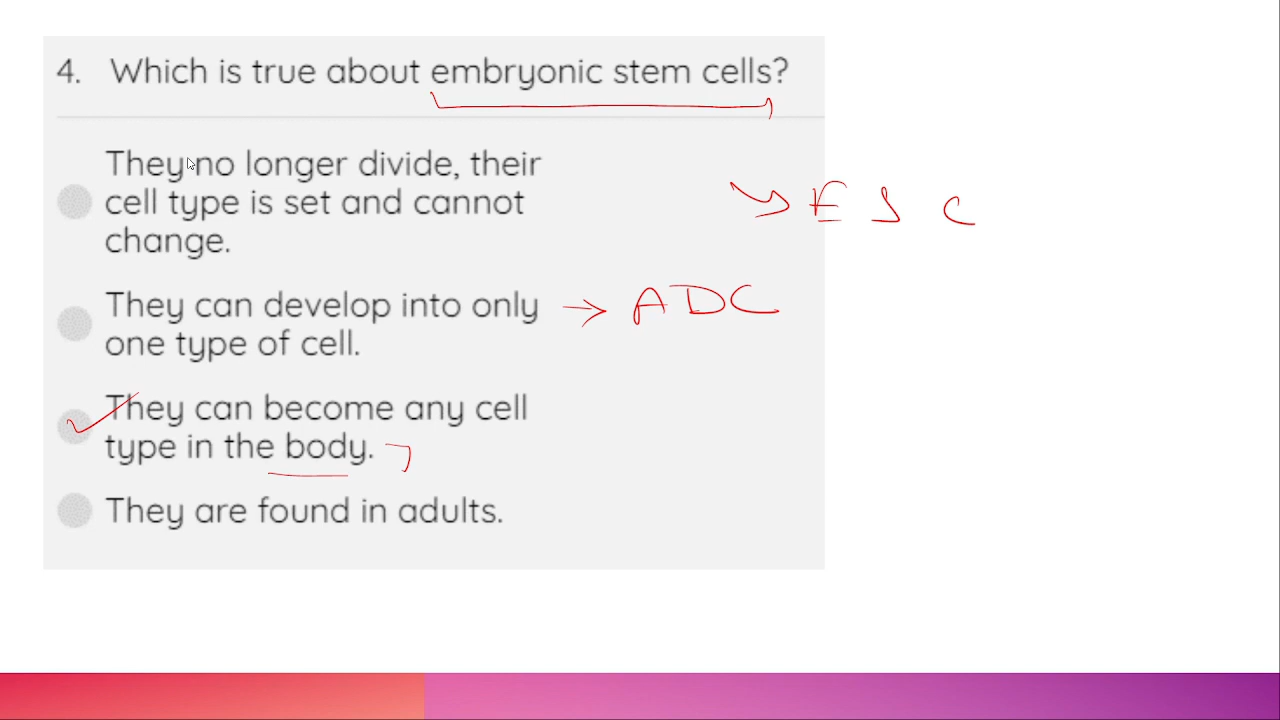 4. Which is true about embryonic stem cells?
They no longer divide, their
cell type is set and cannot
change.
ESC
They can develop into only
one type of cell.
ADC
They can become any cell
type in the body.
They are found in adults.